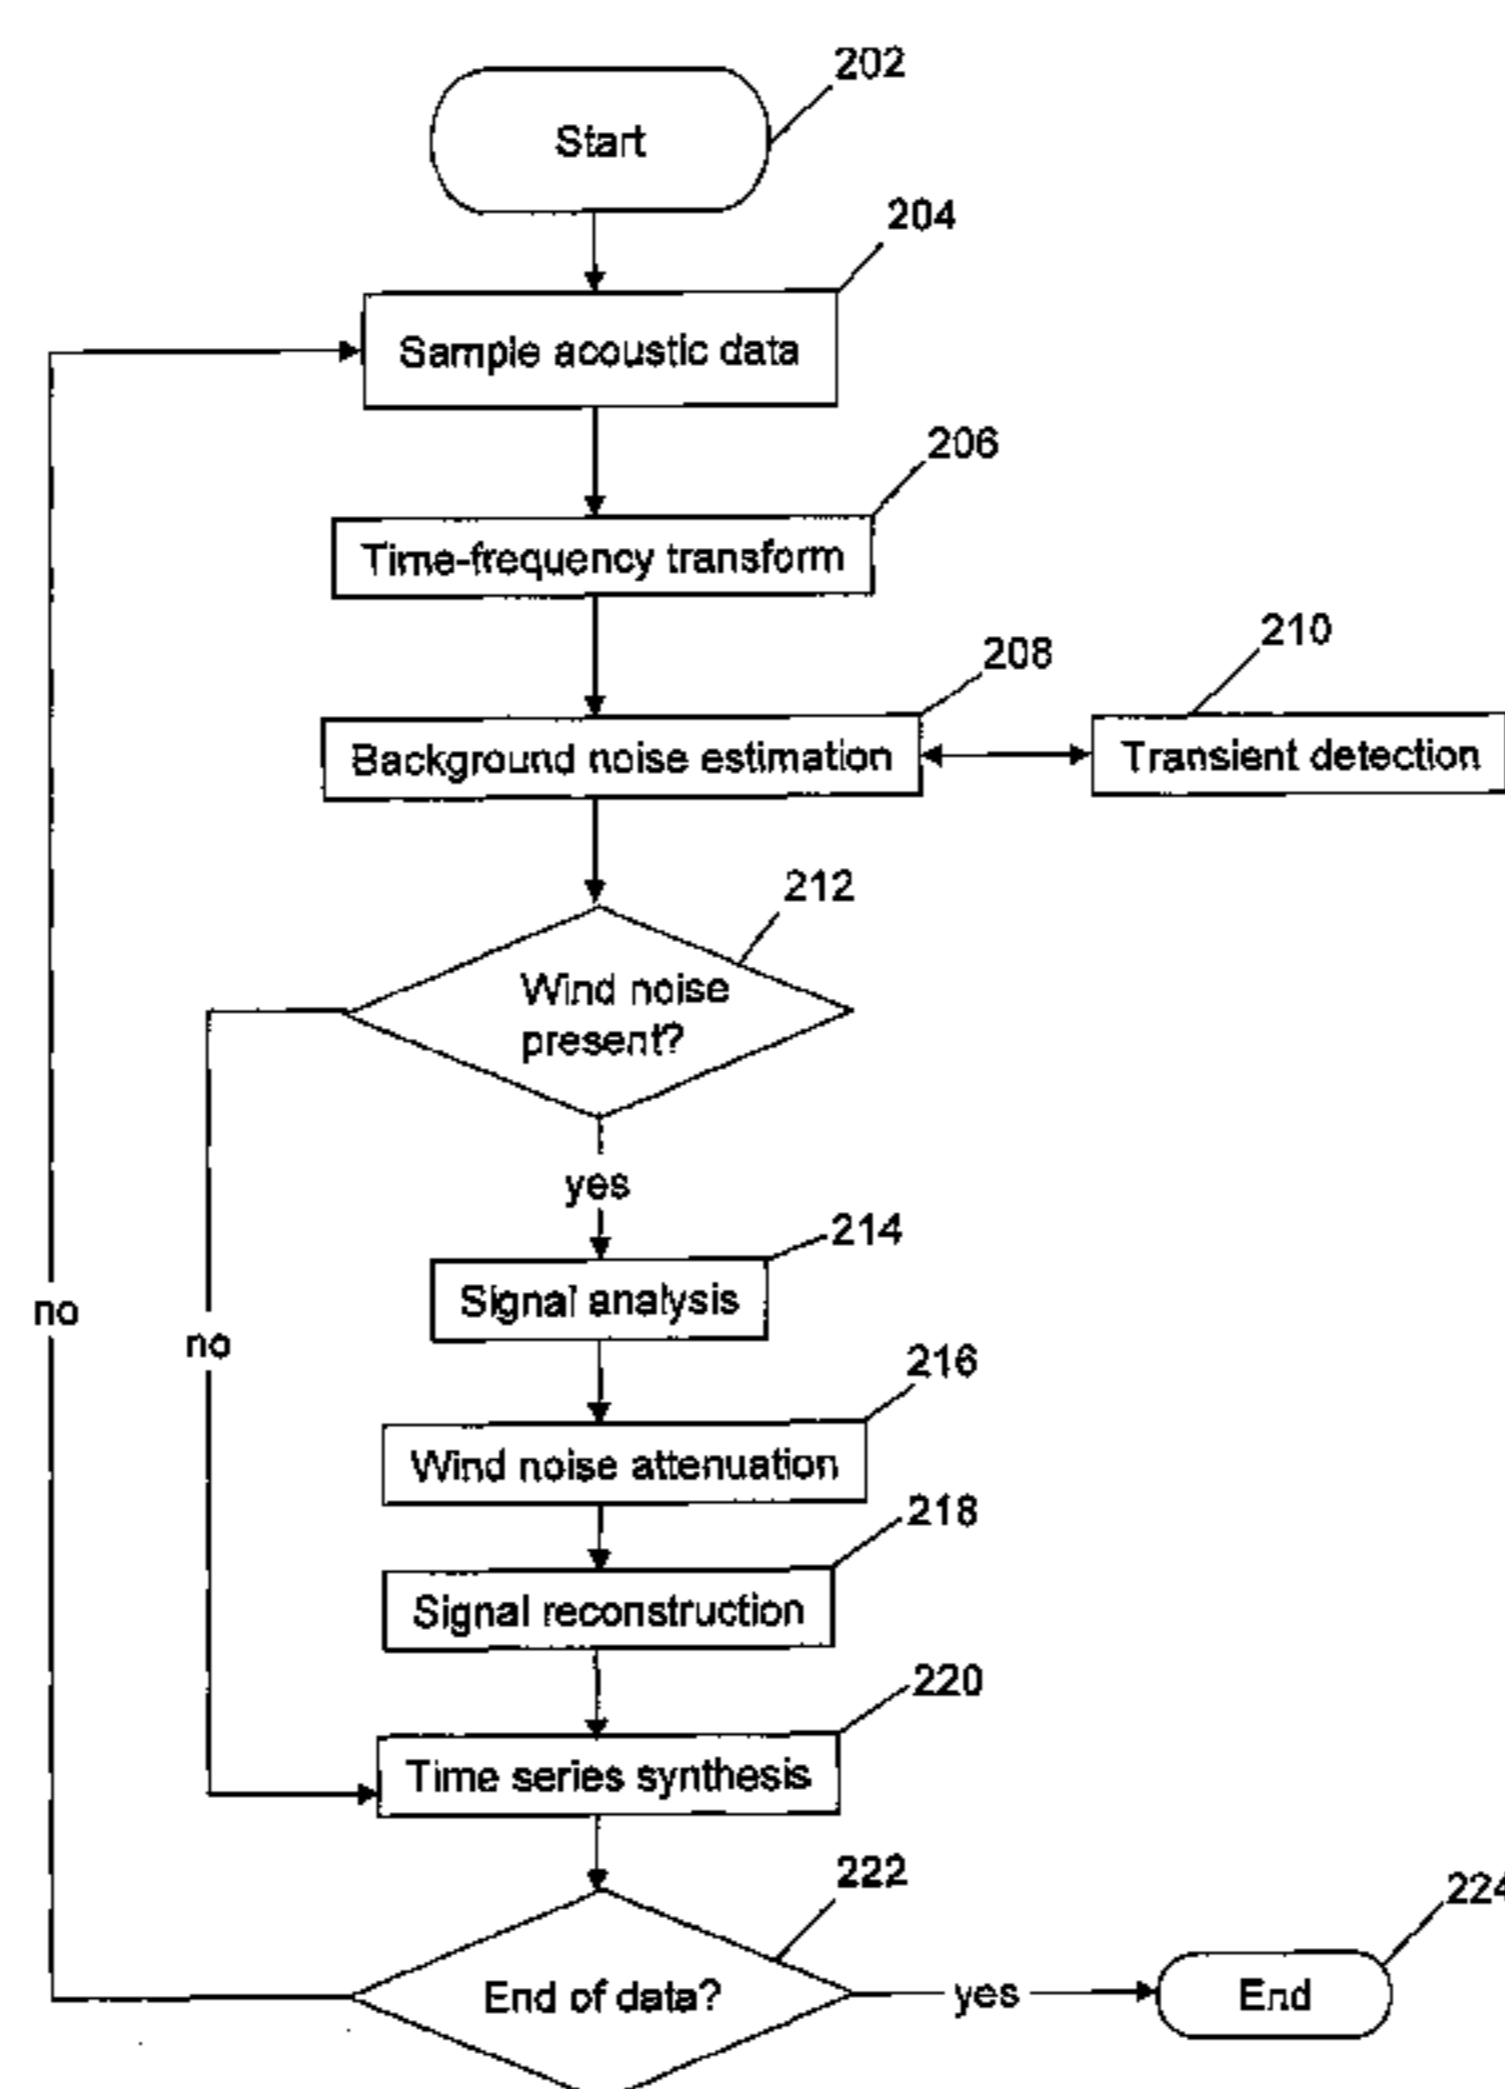 202
Start
204
Sample acoustic data
206
Time-frequency transform
208
210
Background noise estimation
Transient detection
212
Wind noise
present?
yes
214
no
no
Signal analysis
216
Wind noise attenuation
218
Signal reconstruction
220
Time series synthesis
222
224
End of data?
yes
End